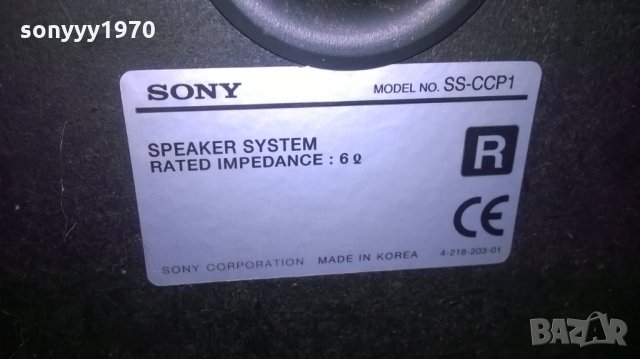 sonyyy1970
SONY
MODEL NO. SS-CCP1
SPEAKER SYSTEM
RATED IMPEDANCE : 6 Ω
R
CE
SONY CORPORATION MADE IN KOREA
4-218-203-01
BAZAR